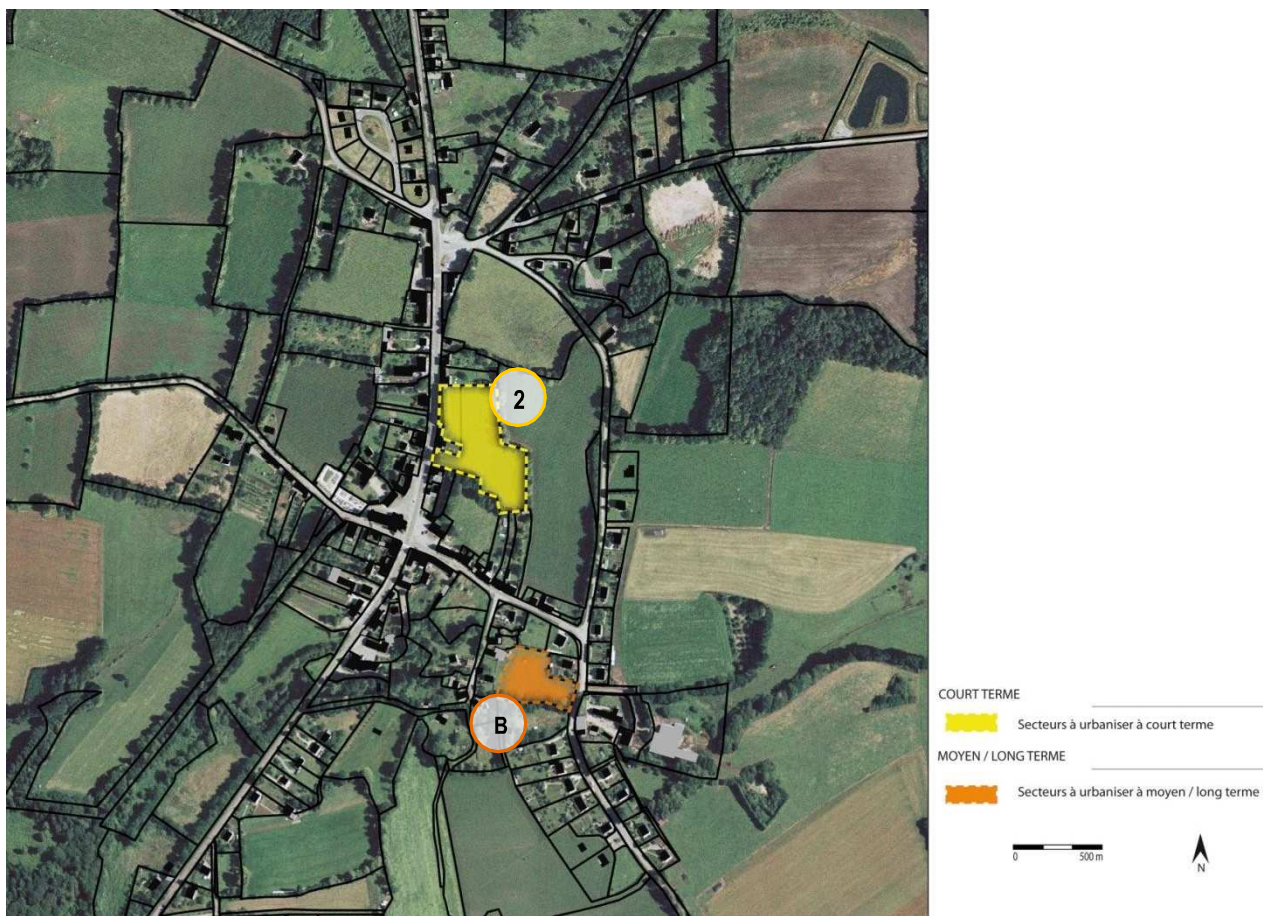 2
B
COURT TERME
Secteurs à urbaniser à court terme
MOYEN / LONG TERME
Secteurs à urbaniser à moyen / long terme
0 500 m
N